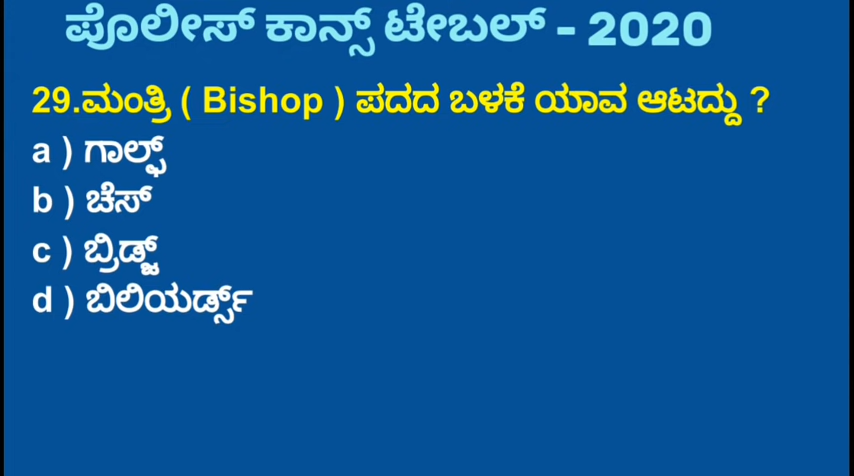 ಪೊಲೀಸ್ ಕಾನ್ಸ್ ಟೇಬಲ್ - 2020
29.ಮಂತ್ರಿ ( Bishop ) ಪದದ ಬಳಕೆ ಯಾವ ಆಟದ್ದು ?
a ) ಗಾಲ್ಫ್
b ) ಚೆಸ್
c ) ಬ್ರಿಡ್ಜ್
d ) ಬಿಲಿಯರ್ಡ್ಸ್